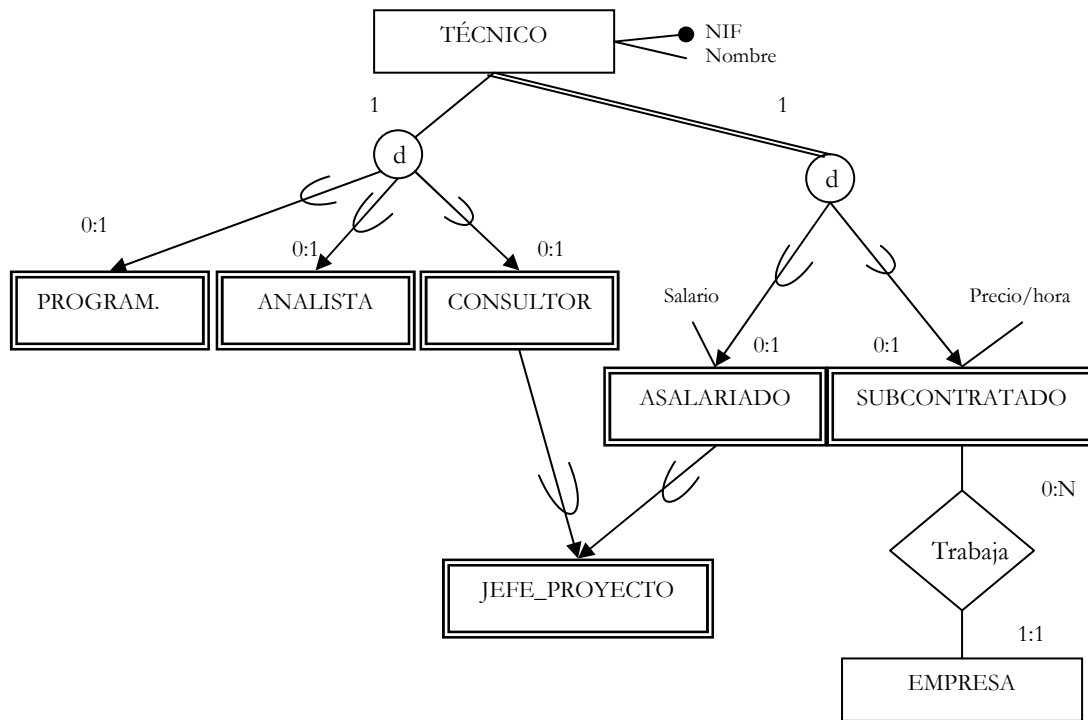 TÉCNICO
NIF
Nombre
1
1
d
d
0:1
0:1
0:1
PROGRAM.
ANALISTA
CONSULTOR
Salario
Precio/hora
0:1
0:1
ASALARIADO
SUBCONTRATADO
0:N
Trabaja
JEFE_PROYECTO
1:1
EMPRESA